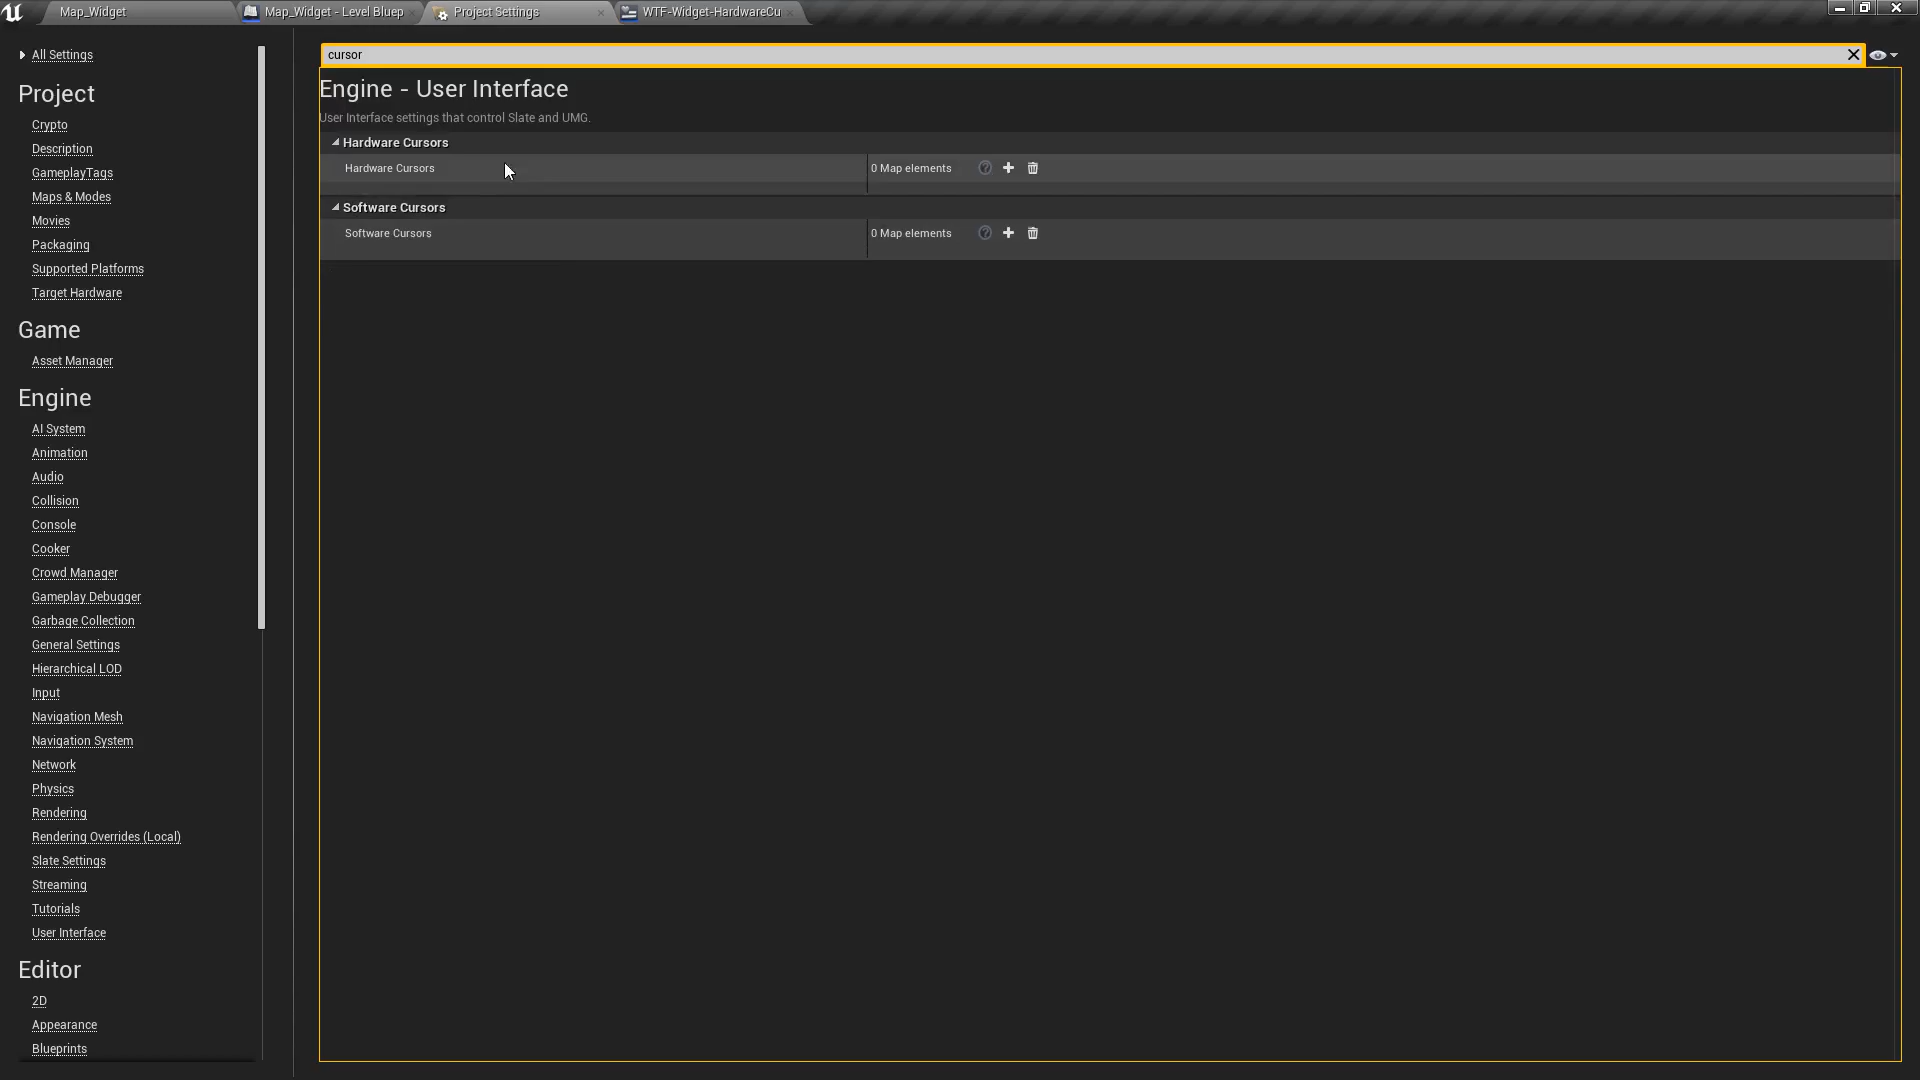 Map_Widget
Map_Widget - Level Bluep
Project Settings
WTF-Widget-HardwareCu
All Settings
Project
Crypto
Description
GameplayTags
Maps & Modes
Movies
Packaging
Supported Platforms
Target Hardware
Game
Asset Manager
Engine
AI System
Animation
Audio
Collision
Console
Cooker
Crowd Manager
Gameplay Debugger
Garbage Collection
General Settings
Hierarchical LOD
Input
Navigation Mesh
Navigation System
Network
Physics
Rendering
Rendering Overrides (Local)
Slate Settings
Streaming
Tutorials
User Interface
Editor
2D
Appearance
Blueprints
cursor
Engine - User Interface
User Interface settings that control Slate and UMG.
Hardware Cursors
Hardware Cursors 0 Map elements
Software Cursors
Software Cursors 0 Map elements